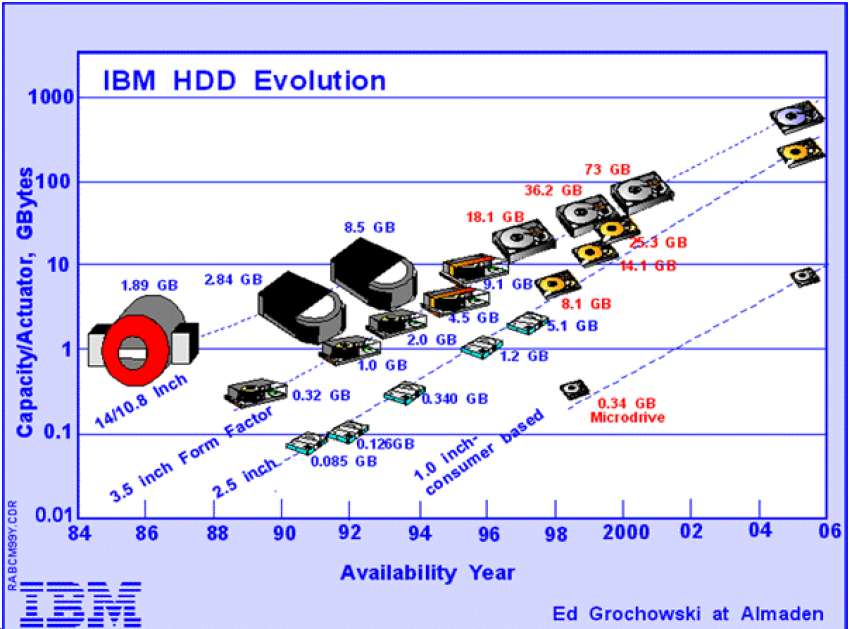 IBM HDD Evolution
1000
100
10
1
0.1
0.01
Capacity/Actuator, GBytes
73 GB
36.2 GB
18.1 GB
8.5 GB
2.84 GB
1.89 GB
25.3 GB
14.1 GB
9.1 GB
8.1 GB
4.5 GB
5.1 GB
2.0 GB
1.2 GB
1.0 GB
0.32 GB
0.340 GB
0.34 GB
Microdrive
0.126GB
0.085 GB
14/10.8 Inch
3.5 inch Form Factor
2.5 inch
1.0 inch-
consumer based
84 86 88 90 92 94 96 98 2000 02 04 06
Availability Year
RABCM99Y.CDR
IBM
Ed Grochowski at Almaden